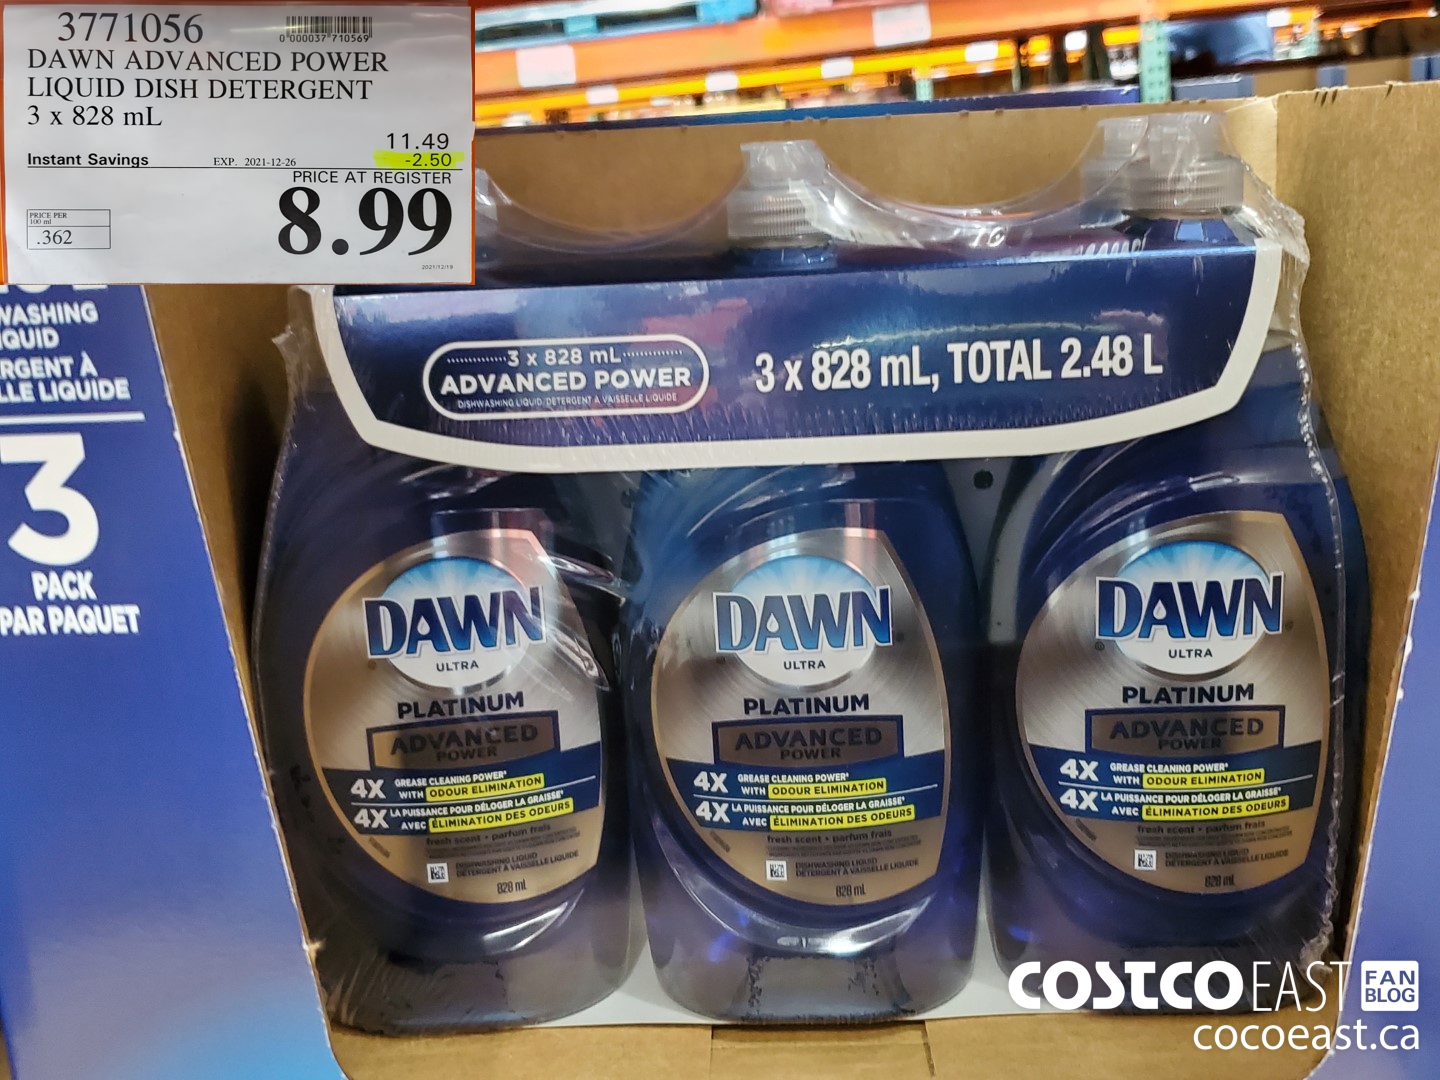 3771056
0 000037 710569
DAWN ADVANCED POWER
LIQUID DISH DETERGENT
3 x 828 mL
11.49
Instant Savings EXP. 2021-12-26 -2.50
PRICE AT REGISTER
8.99
PRICE PER
100 ml
.362
2021/12/19
WASHING
IQUID
RGENT À
LLE LIQUIDE
3
PACK
PAR PAQUET
3 x 828 mL
ADVANCED POWER
DISHWASHING LIQUID/DETERGENT À VAISSELLE LIQUIDE
3 x 828 mL, TOTAL 2.48 L
DAWN
ULTRA
PLATINUM
ADVANCED
POWER
4X GREASE CLEANING POWER*
WITH ODOUR ELIMINATION
4X LA PUISSANCE POUR DÉLOGER LA GRAISSE*
AVEC ÉLIMINATION DES ODEURS
fresh scent • parfum frais
DISHWASHING LIQUID
DÉTERGENT À VAISSELLE LIQUIDE
828 mL
DAWN
ULTRA
PLATINUM
ADVANCED
POWER
4X GREASE CLEANING POWER*
WITH ODOUR ELIMINATION
4X LA PUISSANCE POUR DÉLOGER LA GRAISSE*
AVEC ÉLIMINATION DES ODEURS
fresh scent • parfum frais
DISHWASHING LIQUID
DÉTERGENT À VAISSELLE LIQUIDE
828 mL
DAWN
ULTRA
PLATINUM
ADVANCED
POWER
4X GREASE CLEANING POWER*
WITH ODOUR ELIMINATION
4X LA PUISSANCE POUR DÉLOGER LA GRAISSE*
AVEC ÉLIMINATION DES ODEURS
fresh scent • parfum frais
DISHWASHING LIQUID
DÉTERGENT À VAISSELLE LIQUIDE
828 mL
COSTCO EAST FAN BLOG
cocoeast.ca